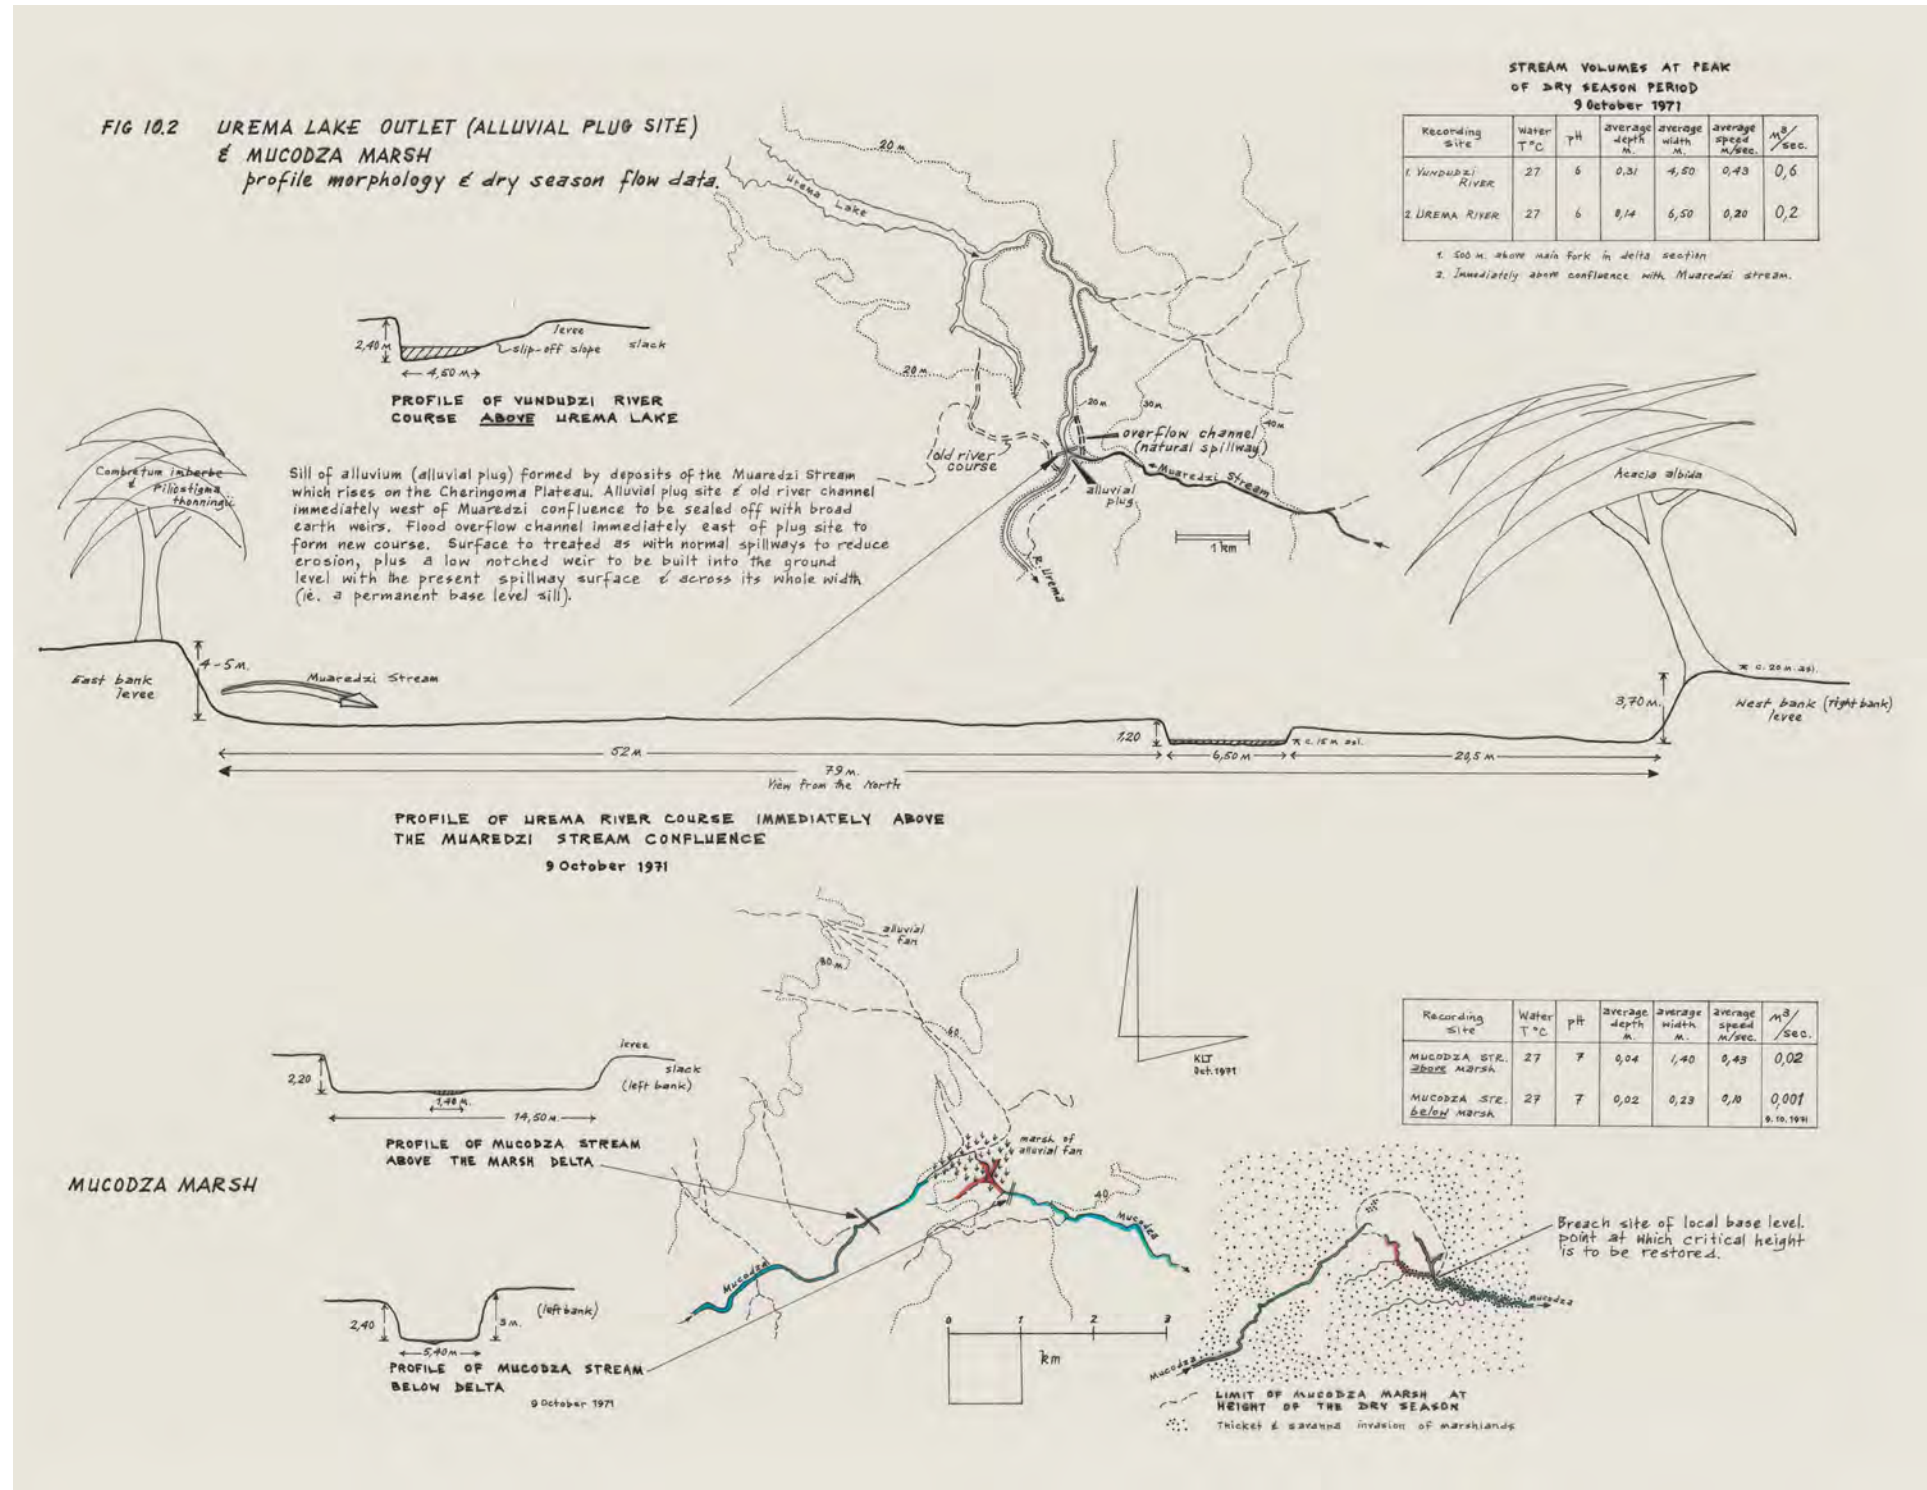 FIG 10.2 UREMA LAKE OUTLET (ALLUVIAL PLUG SITE)
& MUCODZA MARSH
profile morphology & dry season flow data.
STREAM VOLUMES AT PEAK
OF DRY SEASON PERIOD
9 October 1971
Recording site | Water T°C | pH | average depth M. | average width M. | average speed M/sec. | M3/sec.
1. VUNDUDZI RIVER | 27 | 6 | 0,31 | 4,50 | 0,43 | 0,6
2 UREMA RIVER | 27 | 6 | 0,14 | 6,50 | 0,20 | 0,2
1. 500 m. above main fork in delta section
2. Immediately above confluence with Muaredzi stream.
20 m
Urema Lake
20 m
20 m
30m
40m
overflow channel
(natural spillway)
old river
course
Muaredzi Stream
alluvial
plug
1 km
R. Urema
2,40 M
levee
slip-off slope
slack
4,50 M
PROFILE OF VUNDUDZI RIVER
COURSE ABOVE UREMA LAKE
Combretum imberbe
&
Piliostigma
thonningii
Sill of alluvium (alluvial plug) formed by deposits of the Muaredzi Stream
which rises on the Cheringoma Plateau. Alluvial plug site & old river channel
immediately west of Muaredzi confluence to be sealed off with broad
earth weirs. Flood overflow channel immediately east of plug site to
form new course. Surface to treated as with normal spillways to reduce
erosion, plus a low notched weir to be built into the ground
level with the present spillway surface & across its whole width
(ie. a permanent base level sill).
Acacia albida
4-5M.
East bank
levee
Muaredzi Stream
c. 20 m. asl.
3,70 M.
West bank (right bank)
levee
1,20
c. 15 m asl.
52 M
6,50 M
20,5 M
79 M.
View from the North
PROFILE OF UREMA RIVER COURSE IMMEDIATELY ABOVE
THE MUAREDZI STREAM CONFLUENCE
9 October 1971
alluvial
fan
80 m
60
KLT
Oct. 1971
Recording site | Water T°C | pH | average depth M. | average width M. | average speed M/sec. | M3/sec.
MUCODZA STR. above marsh | 27 | 7 | 0,04 | 1,40 | 0,43 | 0,02
MUCODZA STR. below marsh | 27 | 7 | 0,02 | 0,23 | 0,10 | 0,001
9.10.1971
2,20
levee
slack
(left bank)
1,40 M.
14,50 M
PROFILE OF MUCODZA STREAM
ABOVE THE MARSH DELTA
marsh of
alluvial fan
40
Mucodza
Mucodza
MUCODZA MARSH
Breach site of local base level.
point at which critical height
is to be restored.
Mucodza
Mucodza
2,40
3 M.
(left bank)
5,40 M
PROFILE OF MUCODZA STREAM
BELOW DELTA
9 October 1971
0 1 2 3
km
LIMIT OF MUCODZA MARSH AT
HEIGHT OF THE DRY SEASON
Thicket & savanna invasion of marshlands